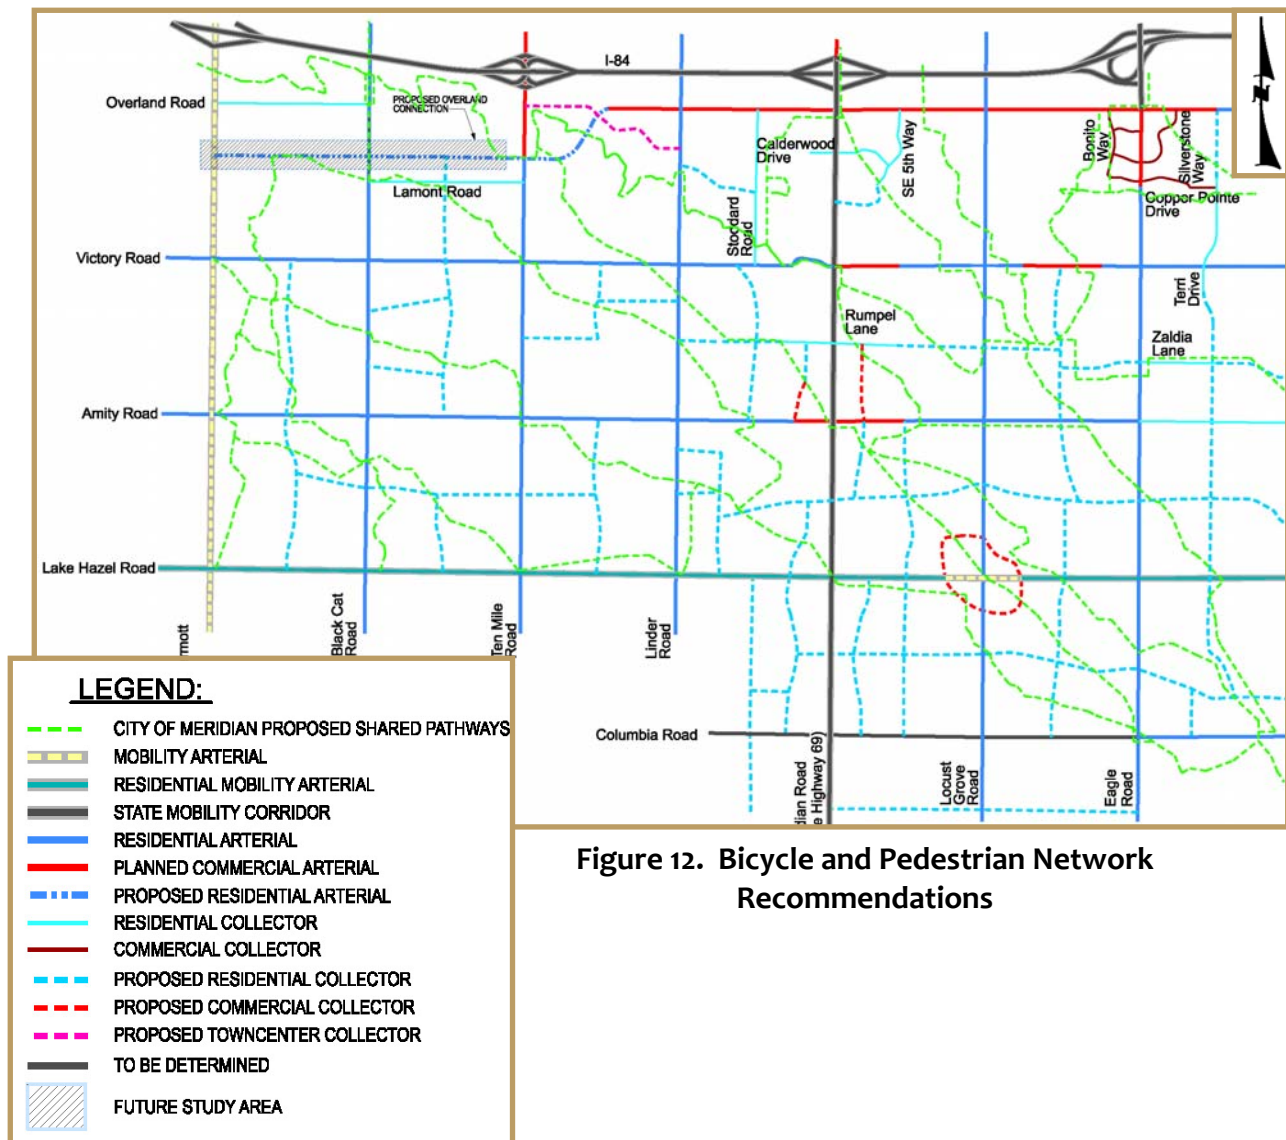 I-84
Overland Road
PROPOSED OVERLAND
CONNECTION
N
Calderwood
Drive
SE 5th Way
Bonito
Way
Silverstone
Way
Lamont Road
Copper Pointe
Drive
Stoddard
Road
Victory Road
Terri
Drive
Rumpel
Lane
Zaldia
Lane
Amity Road
Lake Hazel Road
rmott
Black Cat
Road
Ten Mile
Road
Linder
Road
Columbia Road
dian Road
e Highway 69)
Locust
Grove
Road
Eagle
Road
LEGEND:
CITY OF MERIDIAN PROPOSED SHARED PATHWAYS
MOBILITY ARTERIAL
RESIDENTIAL MOBILITY ARTERIAL
STATE MOBILITY CORRIDOR
RESIDENTIAL ARTERIAL
PLANNED COMMERCIAL ARTERIAL
PROPOSED RESIDENTIAL ARTERIAL
RESIDENTIAL COLLECTOR
COMMERCIAL COLLECTOR
PROPOSED RESIDENTIAL COLLECTOR
PROPOSED COMMERCIAL COLLECTOR
PROPOSED TOWNCENTER COLLECTOR
TO BE DETERMINED
FUTURE STUDY AREA
Figure 12. Bicycle and Pedestrian Network
Recommendations